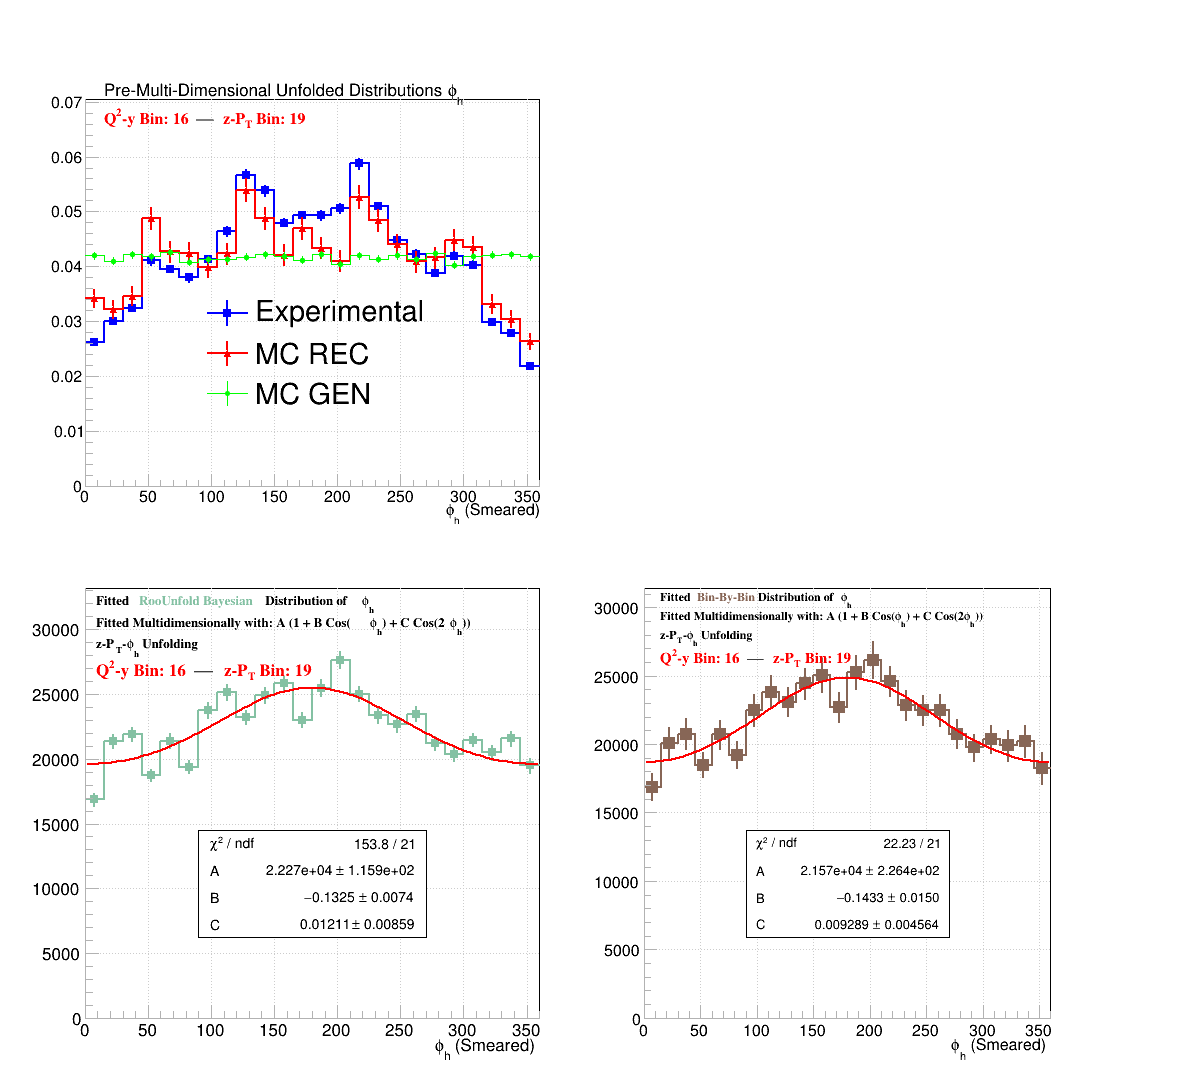 Pre-Multi-Dimensional Unfolded Distributions ϕh
Q²-y Bin: 16 — z-PT Bin: 19
0.07
0.06
0.05
0.04
0.03
0.02
0.01
0
Experimental
MC REC
MC GEN
0 50 100 150 200 250 300 350
ϕh (Smeared)
Fitted RooUnfold Bayesian Distribution of ϕh
Fitted Multidimensionally with: A (1 + B Cos( ϕh) + C Cos(2 ϕh))
z-PT-ϕh Unfolding
Q²-y Bin: 16 — z-PT Bin: 19
30000
25000
20000
15000
10000
5000
0
χ² / ndf 153.8 / 21
A 2.227e+04 ± 1.159e+02
B −0.1325 ± 0.0074
C 0.01211 ± 0.00859
0 50 100 150 200 250 300 350
ϕh (Smeared)
Fitted Bin-By-Bin Distribution of ϕh
Fitted Multidimensionally with: A (1 + B Cos(ϕh) + C Cos(2ϕh))
z-PT-ϕh Unfolding
Q²-y Bin: 16 — z-PT Bin: 19
30000
25000
20000
15000
10000
5000
0
χ² / ndf 22.23 / 21
A 2.157e+04 ± 2.264e+02
B −0.1433 ± 0.0150
C 0.009289 ± 0.004564
0 50 100 150 200 250 300 350
ϕh (Smeared)